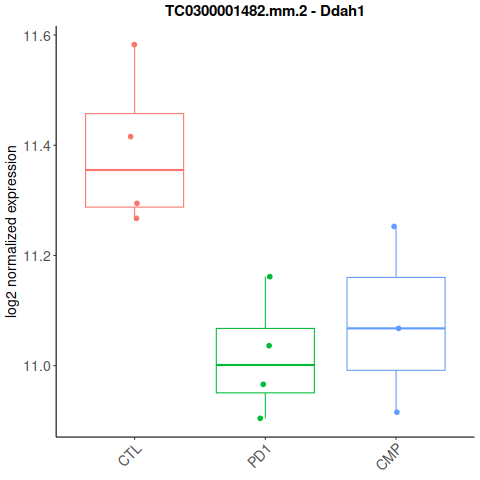 TC0300001482.mm.2 - Ddah1
log2 normalized expression
11.6
11.4
11.2
11.0
CTL
PD1
CMP